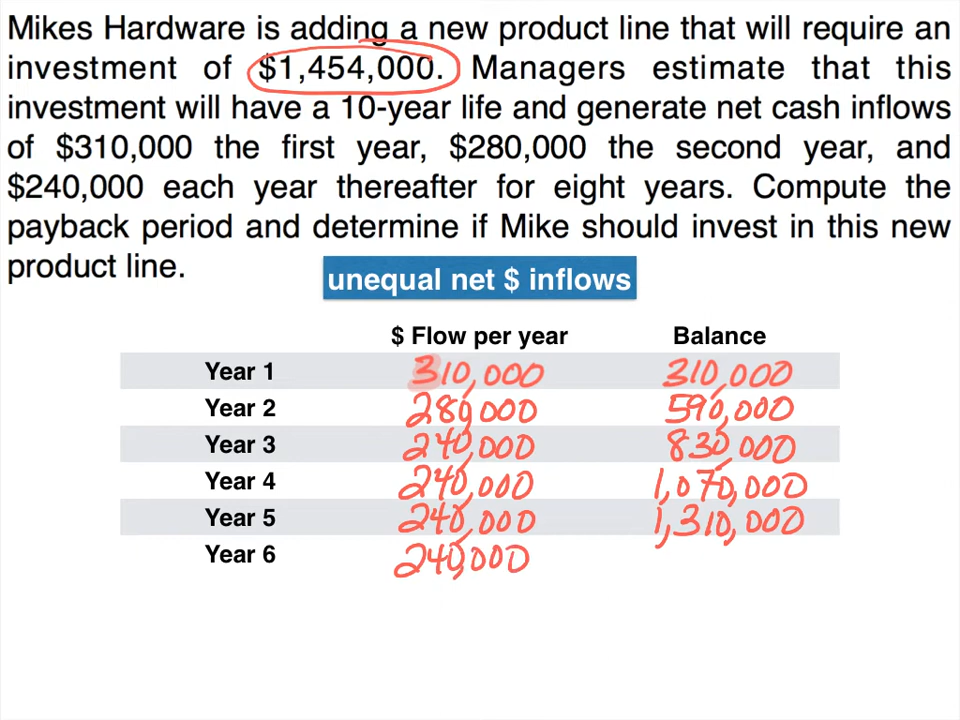 Mikes Hardware is adding a new product line that will require an
investment of $1,454,000. Managers estimate that this
investment will have a 10-year life and generate net cash inflows
of $310,000 the first year, $280,000 the second year, and
$240,000 each year thereafter for eight years. Compute the
payback period and determine if Mike should invest in this new
product line.
unequal net $ inflows
$ Flow per year Balance
Year 1 310,000 310,000
Year 2 280,000 590,000
Year 3 240,000 830,000
Year 4 240,000 1,070,000
Year 5 240,000 1,310,000
Year 6 240,000